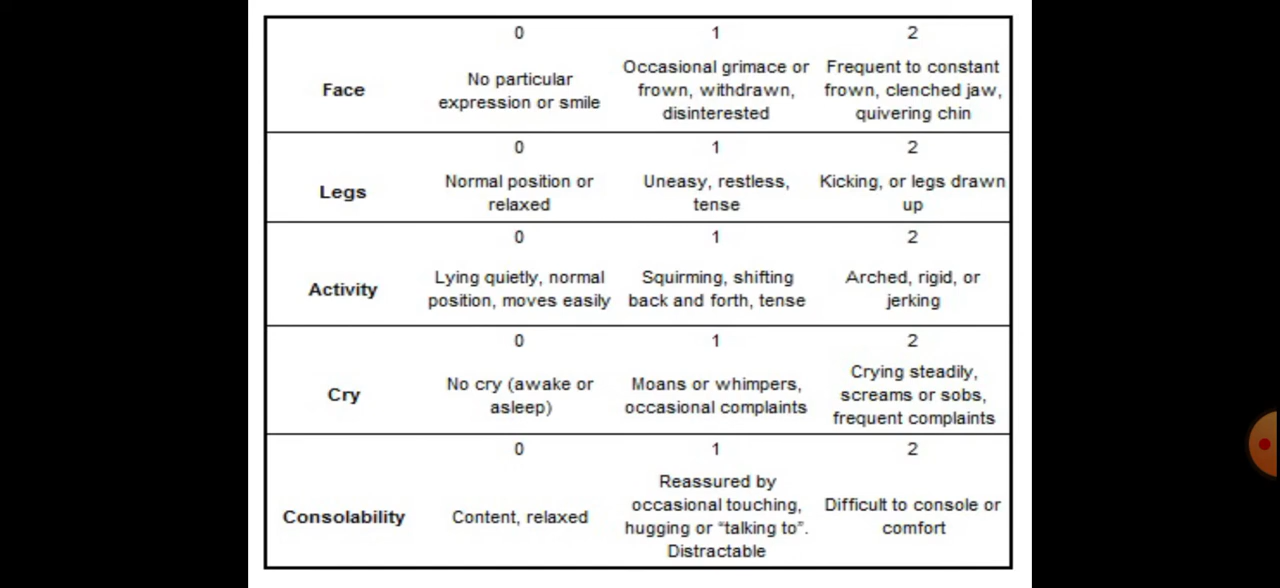 0 1 2
Face
No particular
expression or smile
Occasional grimace or
frown, withdrawn,
disinterested
Frequent to constant
frown, clenched jaw,
quivering chin
0 1 2
Legs
Normal position or
relaxed
Uneasy, restless,
tense
Kicking, or legs drawn
up
0 1 2
Activity
Lying quietly, normal
position, moves easily
Squirming, shifting
back and forth, tense
Arched, rigid, or
jerking
0 1 2
Cry
No cry (awake or
asleep)
Moans or whimpers,
occasional complaints
Crying steadily,
screams or sobs,
frequent complaints
0 1 2
Consolability
Content, relaxed
Reassured by
occasional touching,
hugging or “talking to”.
Distractable
Difficult to console or
comfort